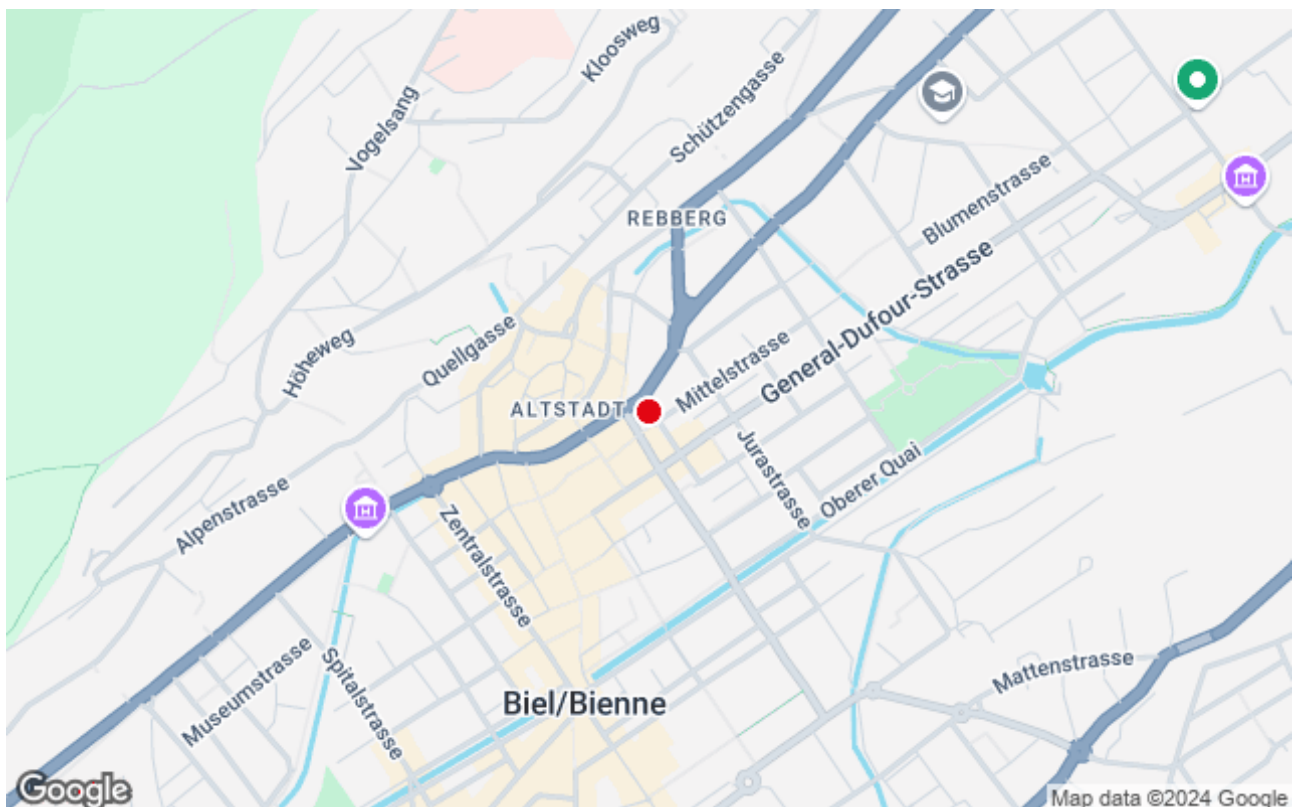 Kloosweg
Vogelsang
Schützengasse
REBBERG
Blumenstrasse
General-Dufour-Strasse
Höheweg
Quellgasse
Mittelstrasse
ALTSTADT
Jurastrasse
Oberer Quai
Alpenstrasse
Zentralstrasse
Museumstrasse
Spitalstrasse
Mattenstrasse
Biel/Bienne
Google
Map data ©2024 Google